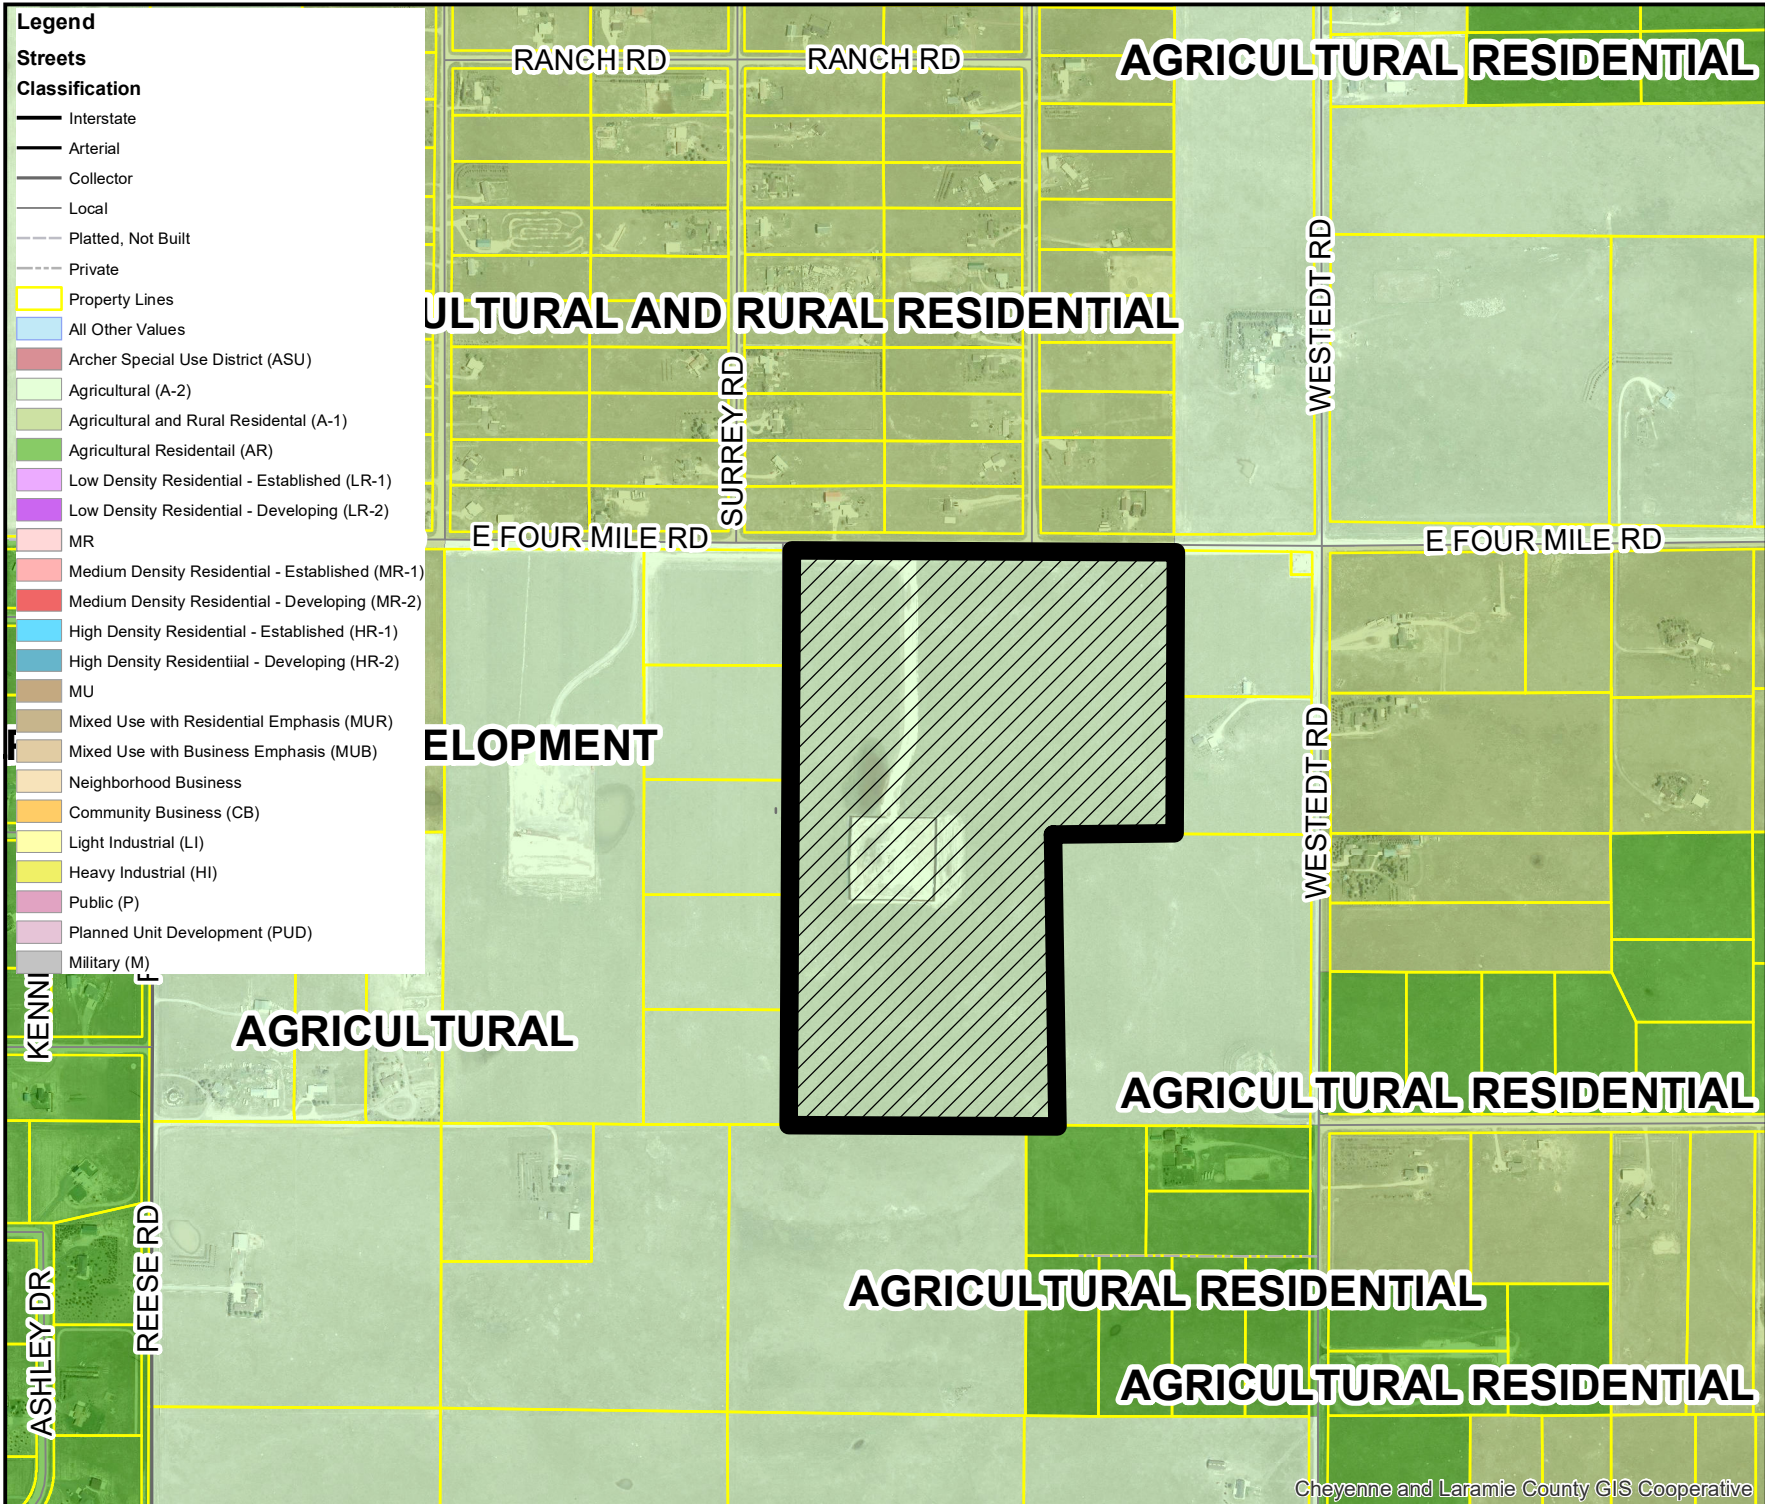 Legend
Streets
Classification
Interstate
Arterial
Collector
Local
Platted, Not Built
Private
Property Lines
All Other Values
Archer Special Use District (ASU)
Agricultural (A-2)
Agricultural and Rural Residental (A-1)
Agricultural Residentail (AR)
Low Density Residential - Established (LR-1)
Low Density Residential - Developing (LR-2)
MR
Medium Density Residential - Established (MR-1)
Medium Density Residential - Developing (MR-2)
High Density Residential - Established (HR-1)
High Density Residentiial - Developing (HR-2)
MU
Mixed Use with Residential Emphasis (MUR)
Mixed Use with Business Emphasis (MUB)
Neighborhood Business
Community Business (CB)
Light Industrial (LI)
Heavy Industrial (HI)
Public (P)
Planned Unit Development (PUD)
Military (M)
RANCH RD
RANCH RD
AGRICULTURAL RESIDENTIAL
WESTEDT RD
ULTURAL AND RURAL RESIDENTIAL
SURREY RD
E FOUR MILE RD
E FOUR MILE RD
ELOPMENT
WESTEDT RD
KENNI
AGRICULTURAL
AGRICULTURAL RESIDENTIAL
REESE RD
ASHLEY DR
AGRICULTURAL RESIDENTIAL
AGRICULTURAL RESIDENTIAL
Cheyenne and Laramie County GIS Cooperative